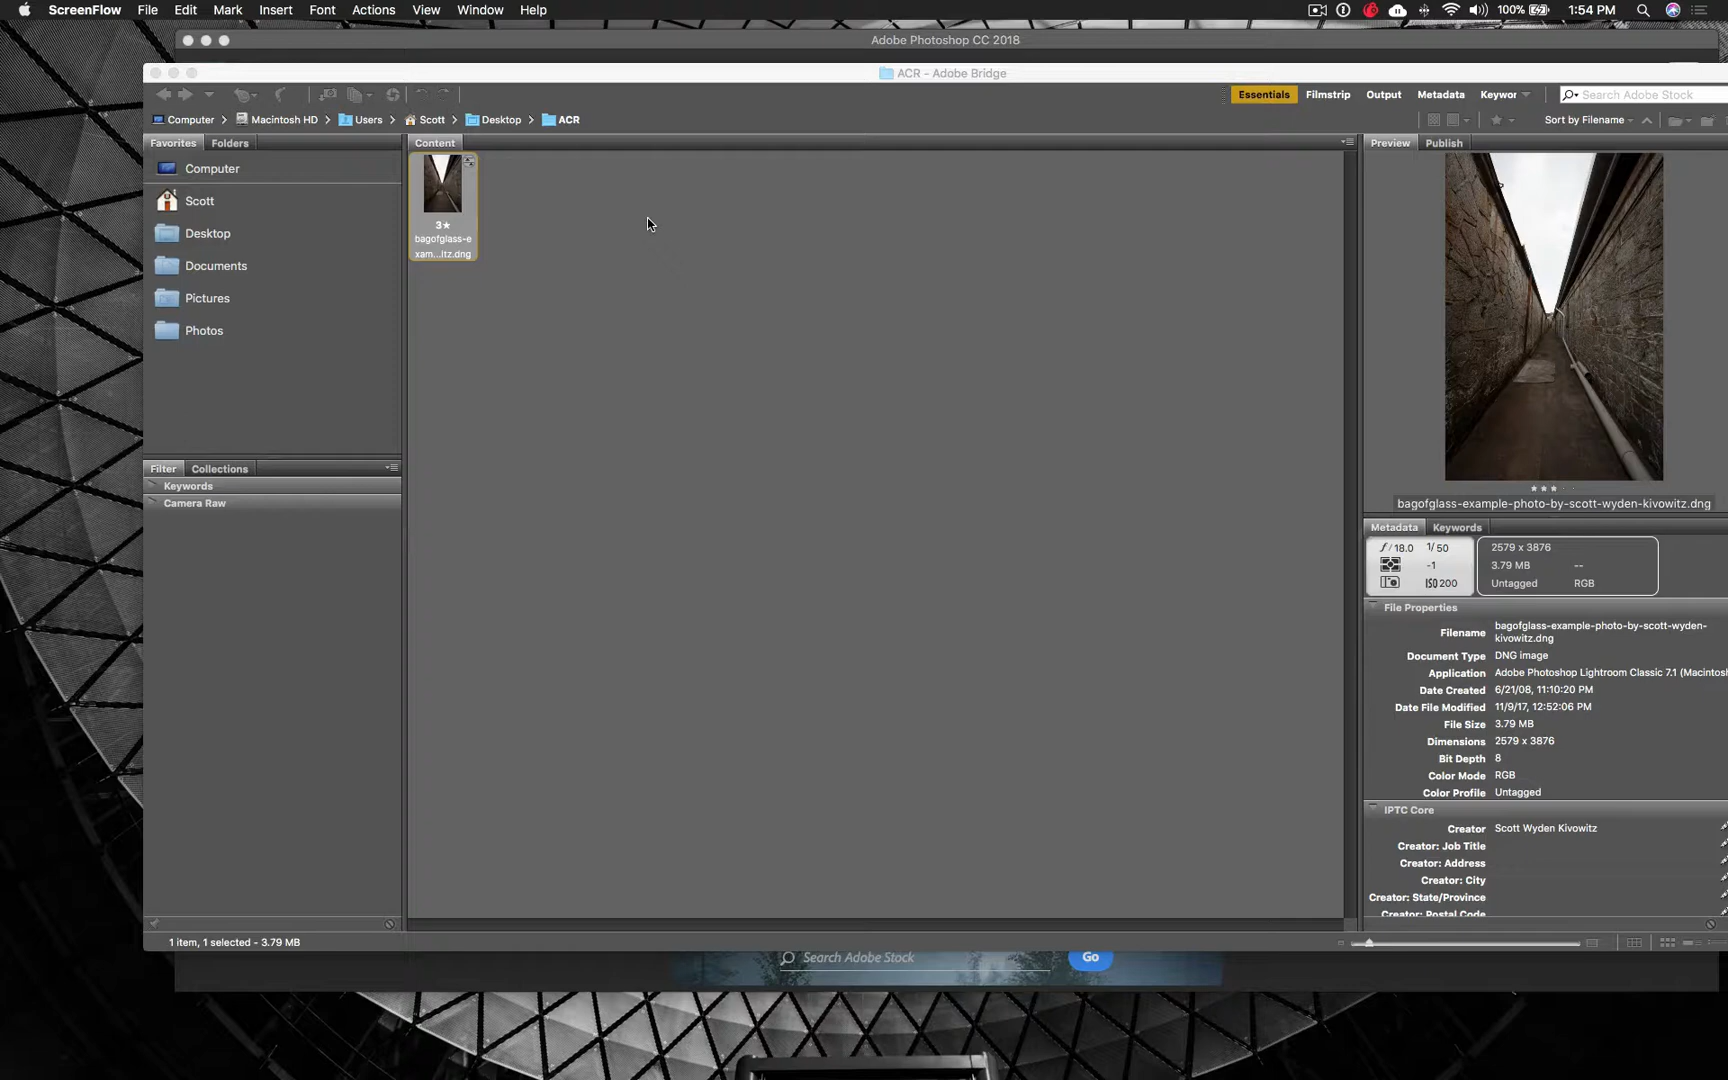 ScreenFlow File Edit Mark Insert Font Actions View Window Help 100% 1:54 PM
Adobe Photoshop CC 2018
ACR - Adobe Bridge
Essentials Filmstrip Output Metadata Keywor Search Adobe Stock
Computer Macintosh HD Users Scott Desktop ACR Sort by Filename
Favorites Folders
Computer
Scott
Desktop
Documents
Pictures
Photos
Filter Collections
Keywords
Camera Raw
Content
3★
bagofglass-e
xam...itz.dng
Preview Publish
bagofglass-example-photo-by-scott-wyden-kivowitz.dng
Metadata Keywords
f/18.0 1/50
-1
ISO200
2579 x 3876
3.79 MB --
Untagged RGB
File Properties
Filename bagofglass-example-photo-by-scott-wyden-
kivowitz.dng
Document Type DNG image
Application Adobe Photoshop Lightroom Classic 7.1 (Macintosh
Date Created 6/21/08, 11:10:20 PM
Date File Modified 11/9/17, 12:52:06 PM
File Size 3.79 MB
Dimensions 2579 x 3876
Bit Depth 8
Color Mode RGB
Color Profile Untagged
IPTC Core
Creator Scott Wyden Kivowitz
Creator: Job Title
Creator: Address
Creator: City
Creator: State/Province
Creator: Postal Code
1 item, 1 selected - 3.79 MB
Search Adobe Stock Go